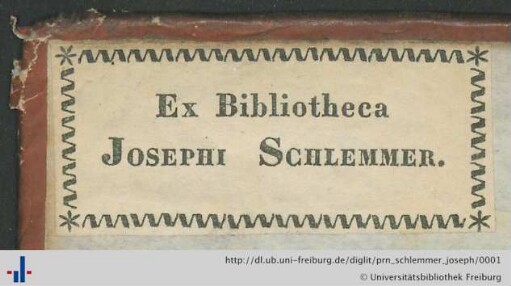 Ex Bibliotheca
JOSEPHI SCHLEMMER.
http://dl.ub.uni-freiburg.de/diglit/prn_schlemmer_joseph/0001
© Universitätsbibliothek Freiburg